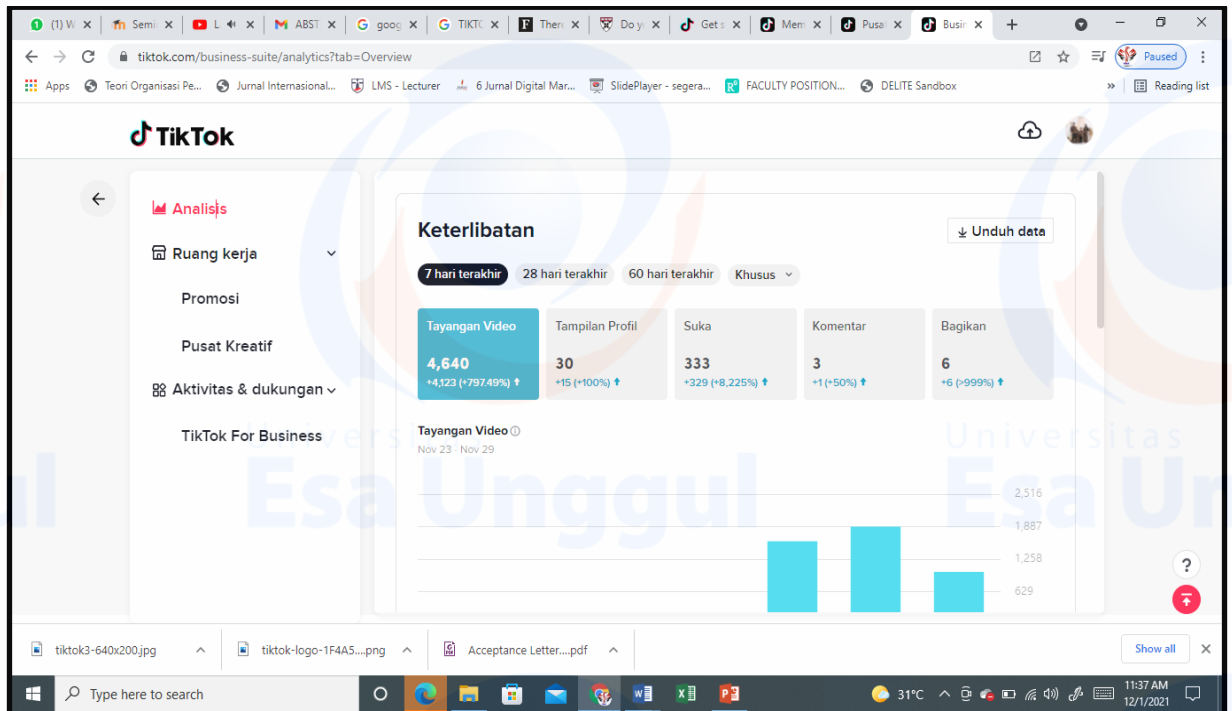 (1) W
Semi
L
ABST
goog
TIKTC
Ther
Do yo
Get s
Mem
Pusat
Busin
tiktok.com/business-suite/analytics?tab=Overview
Paused
Apps
Teori Organisasi Pe...
Jurnal Internasional...
LMS - Lecturer
6 Jurnal Digital Mar...
SlidePlayer - segera...
FACULTY POSITION...
DELITE Sandbox
»
Reading list
TikTok
Analisis
Ruang kerja
Promosi
Pusat Kreatif
Aktivitas & dukungan
TikTok For Business
Keterlibatan
Unduh data
7 hari terakhir
28 hari terakhir
60 hari terakhir
Khusus
Tayangan Video
4,640
+4,123 (+797.49%)
Tampilan Profil
30
+15 (+100%)
Suka
333
+329 (+8,225%)
Komentar
3
+1 (+50%)
Bagikan
6
+6 (>999%)
Tayangan Video
Nov 23 - Nov 29
2,516
1,887
1,258
629
?
Universitas
Esa Unggul
Universitas
Esa Un
ul
tiktok3-640x200.jpg
tiktok-logo-1F4A5....png
Acceptance Letter....pdf
Show all
Type here to search
31°C
11:37 AM
12/1/2021